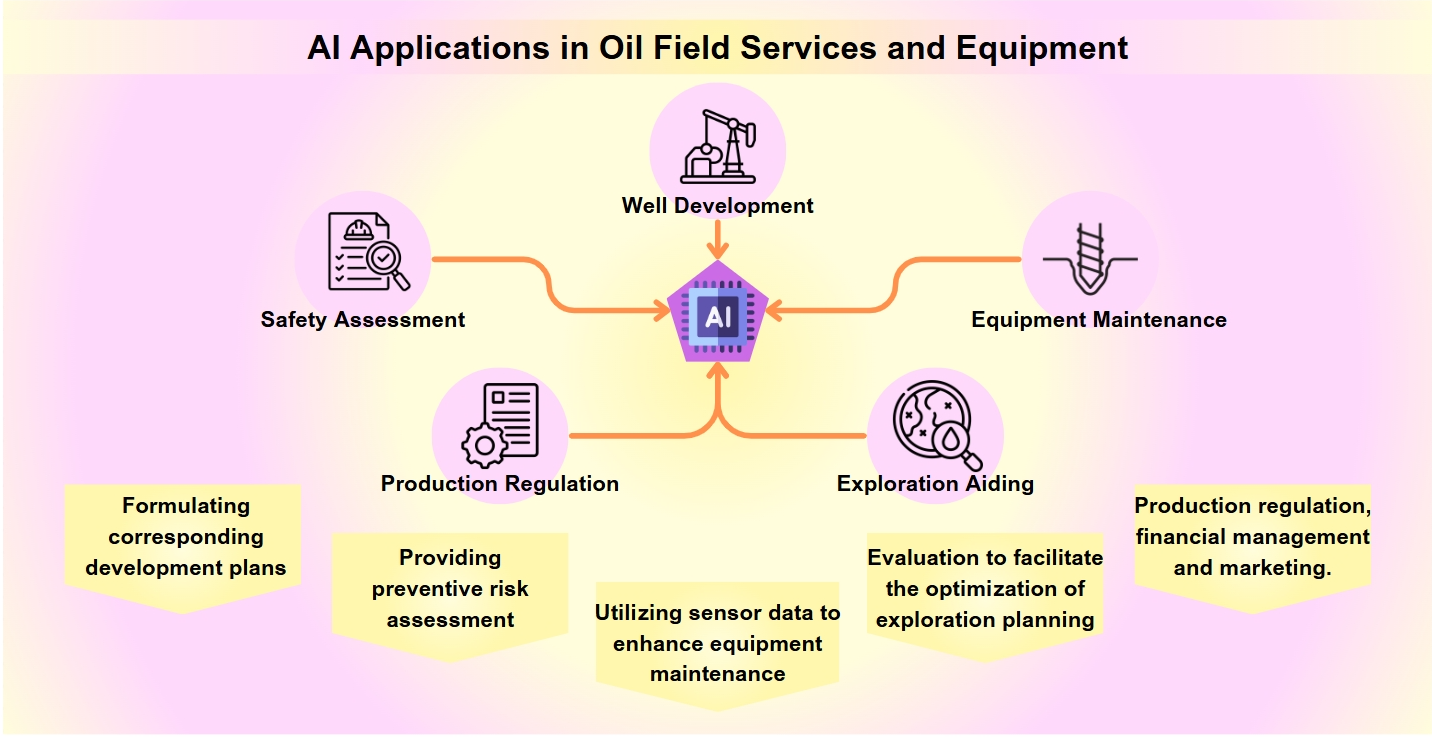 AI Applications in Oil Field Services and Equipment
Well Development
AI
Safety Assessment
Equipment Maintenance
Production Regulation
Exploration Aiding
Formulating
corresponding
development plans
Providing
preventive risk
assessment
Utilizing sensor data to
enhance equipment
maintenance
Evaluation to facilitate
the optimization of
exploration planning
Production regulation,
financial management
and marketing.